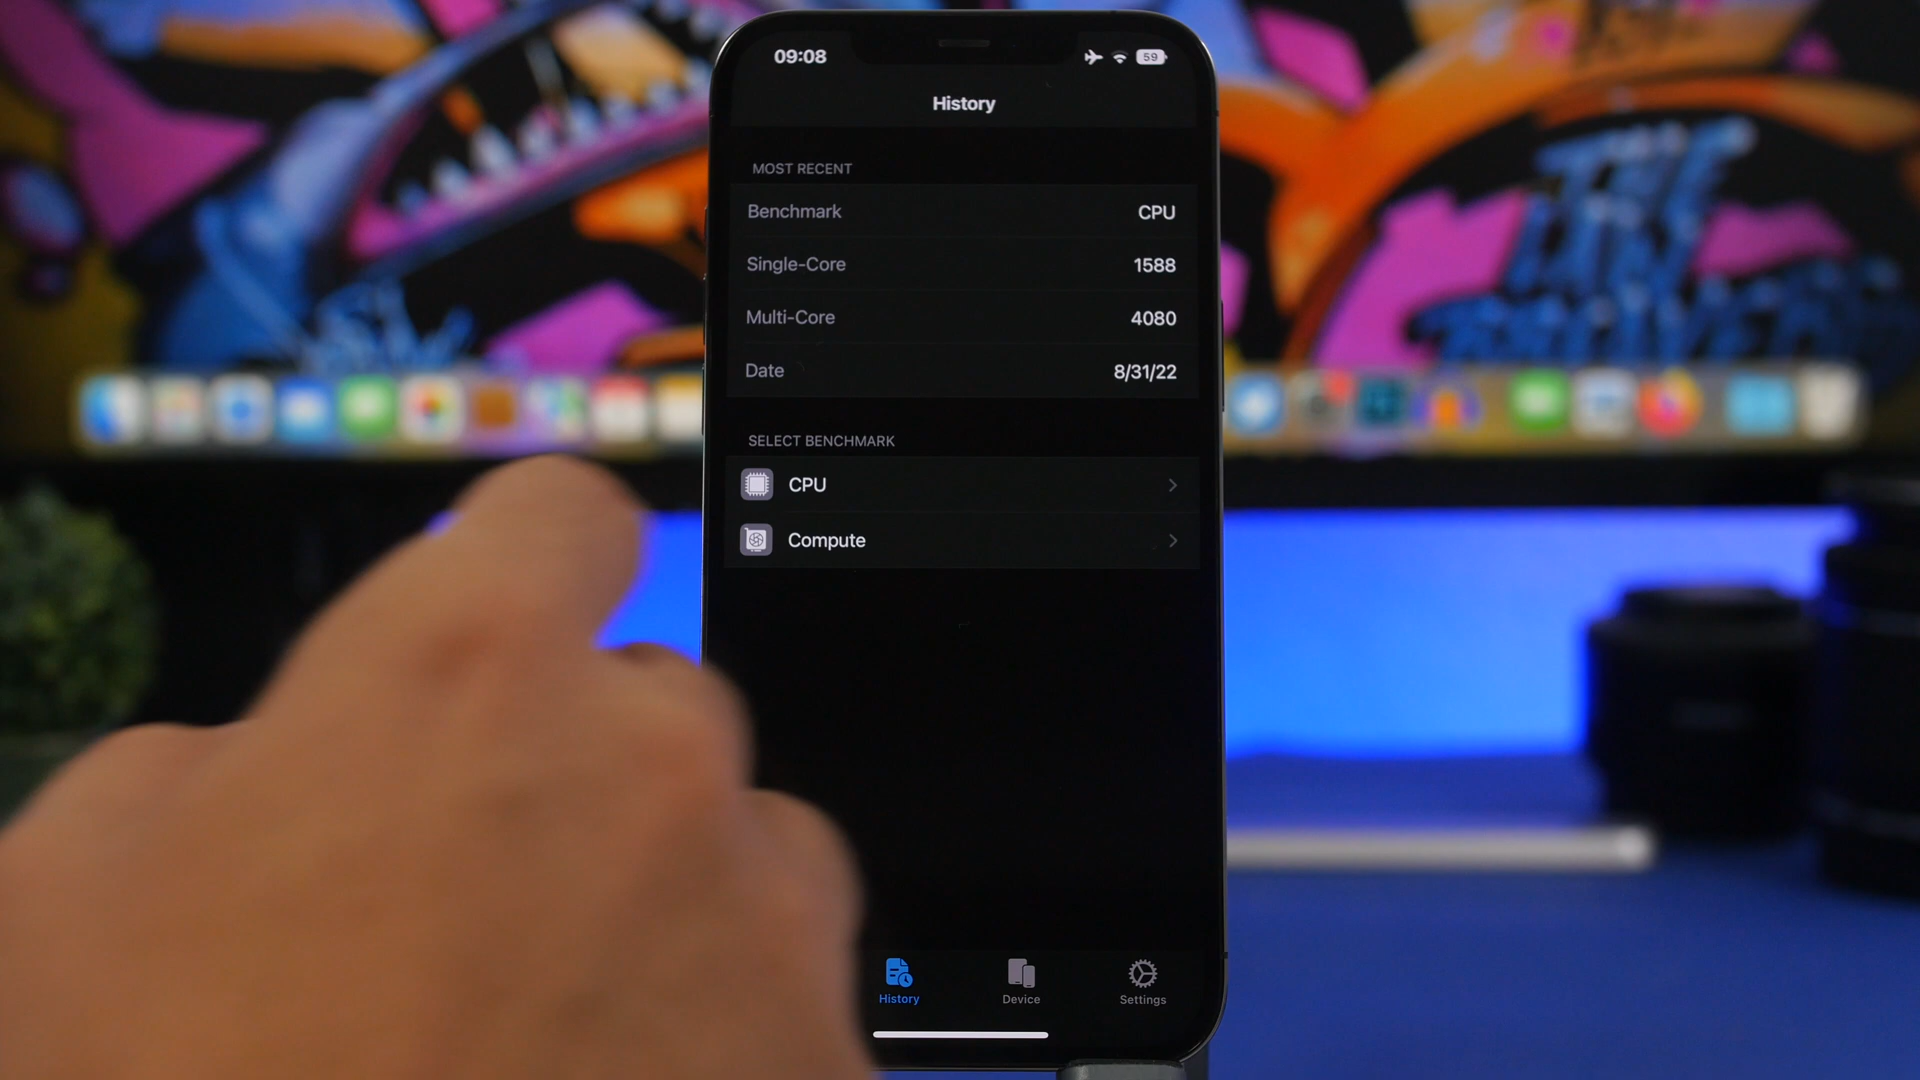 09:08
59
History
MOST RECENT
Benchmark CPU
Single-Core 1588
Multi-Core 4080
Date 8/31/22
SELECT BENCHMARK
CPU
Compute
History Device Settings